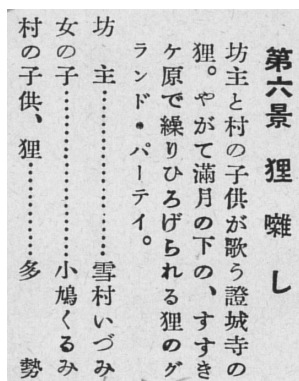 第六景 狸囃し
坊主と村の子供が歌う證城寺の
狸。やがて滿月の下の、すすき
ケ原で繰りひろげられる狸のグ
ランド・パーテイ。
坊主……………………雪村いづみ
女の子…………………小鳩くるみ
村の子供、狸…………多勢